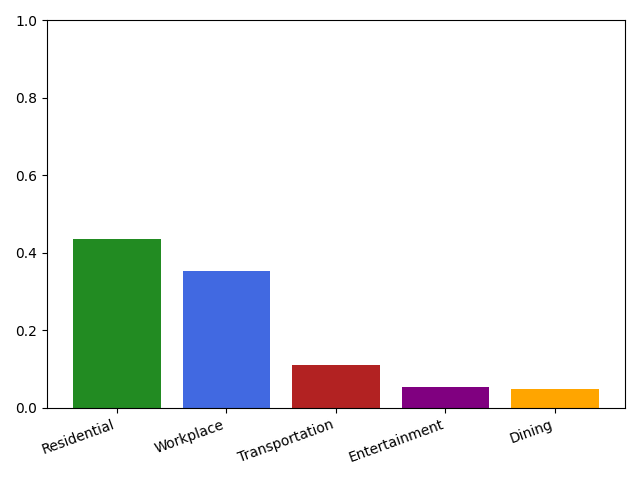 1.0
0.8
0.6
0.4
0.2
0.0
Residential
Workplace
Transportation
Entertainment
Dining